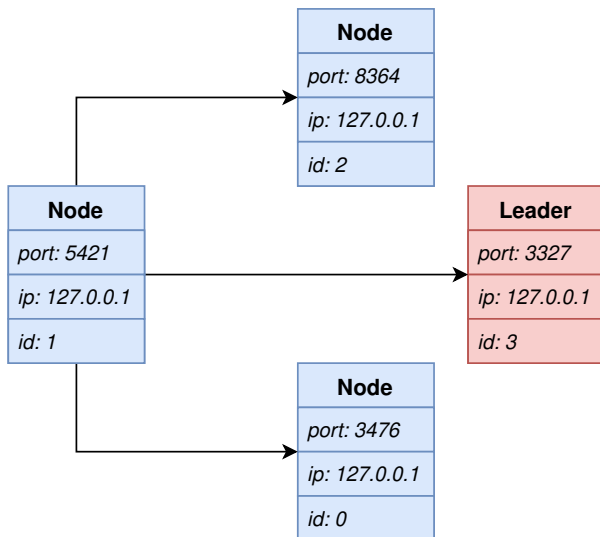 Node
port: 8364
ip: 127.0.0.1
id: 2
Node
port: 5421
ip: 127.0.0.1
id: 1
Leader
port: 3327
ip: 127.0.0.1
id: 3
Node
port: 3476
ip: 127.0.0.1
id: 0